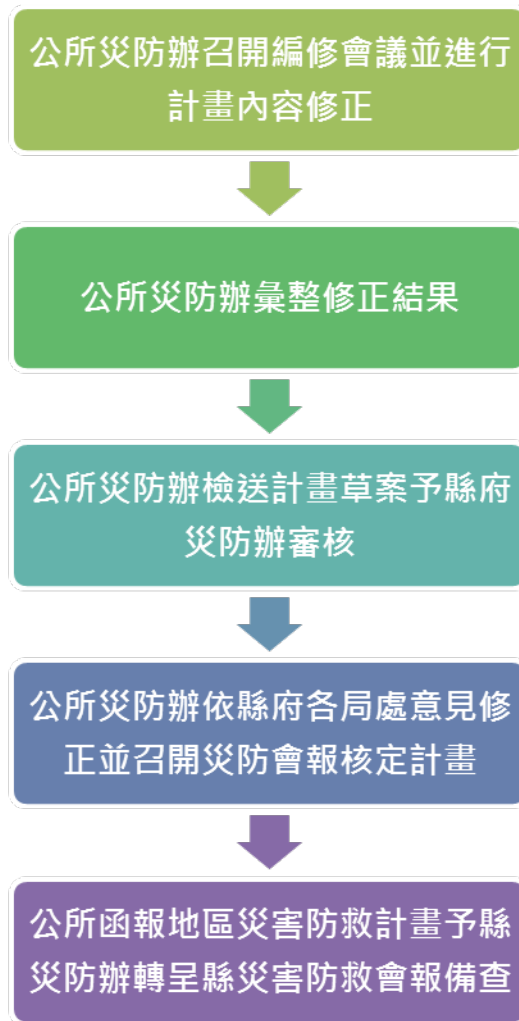 公所災防辦召開編修會議並進行
計畫內容修正
公所災防辦彙整修正結果
公所災防辦檢送計畫草案予縣府
災防辦審核
公所災防辦依縣府各局處意見修
正並召開災防會報核定計畫
公所函報地區災害防救計畫予縣
災防辦轉呈縣災害防救會報備查